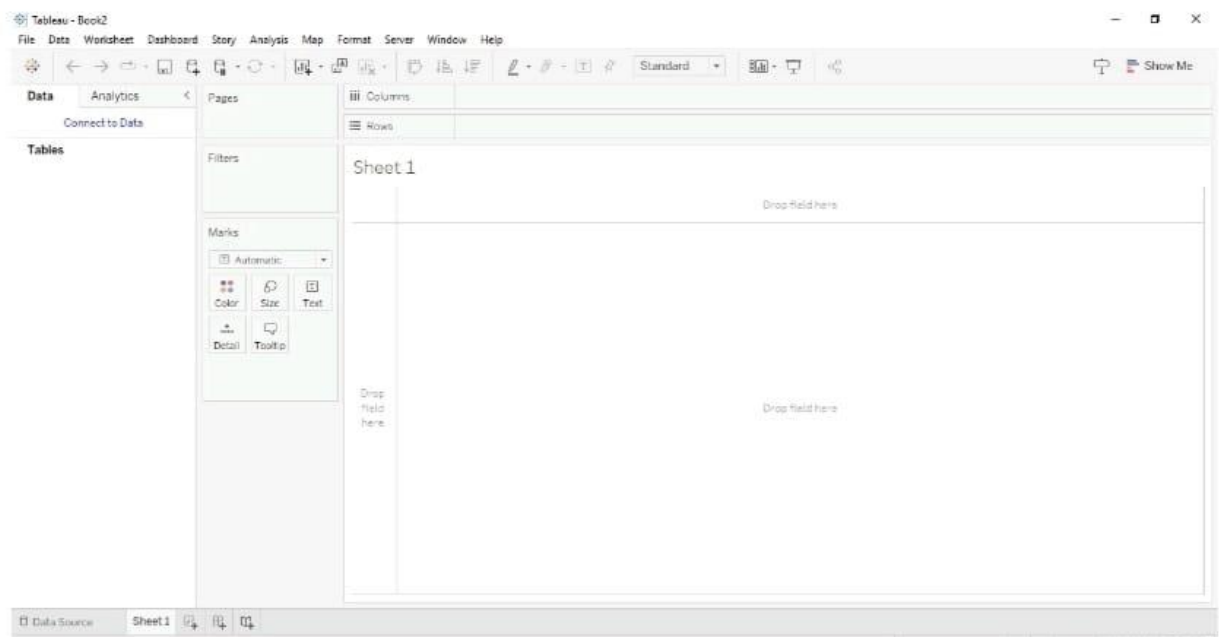 Tableau - Book2
File Data Worksheet Dashboard Story Analysis Map Format Server Window Help
Standard
Show Me
Data Analytics
Connect to Data
Tables
Pages
Filters
Marks
Automatic
Color Size Text
Detail Tooltip
Columns
Rows
Sheet 1
Drop field here
Drop
field
here
Drop field here
Data Source Sheet 1